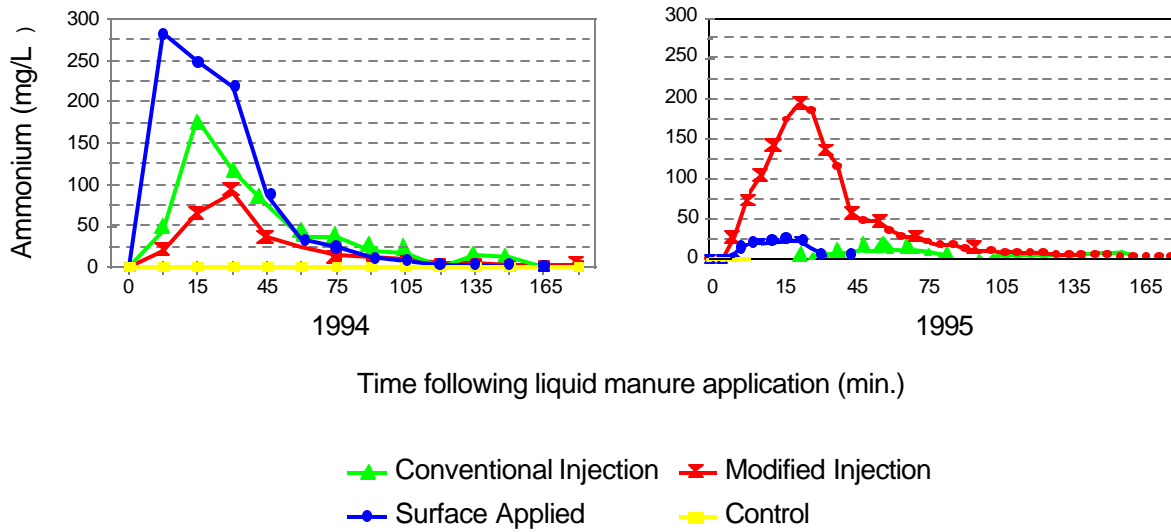 Ammonium (mg/L )
300
250
200
150
100
50
0
0 15 45 75 105 135 165
1994
300
250
200
150
100
50
0
0 15 45 75 105 135 165
1995
Time following liquid manure application (min.)
Conventional Injection Modified Injection
Surface Applied Control